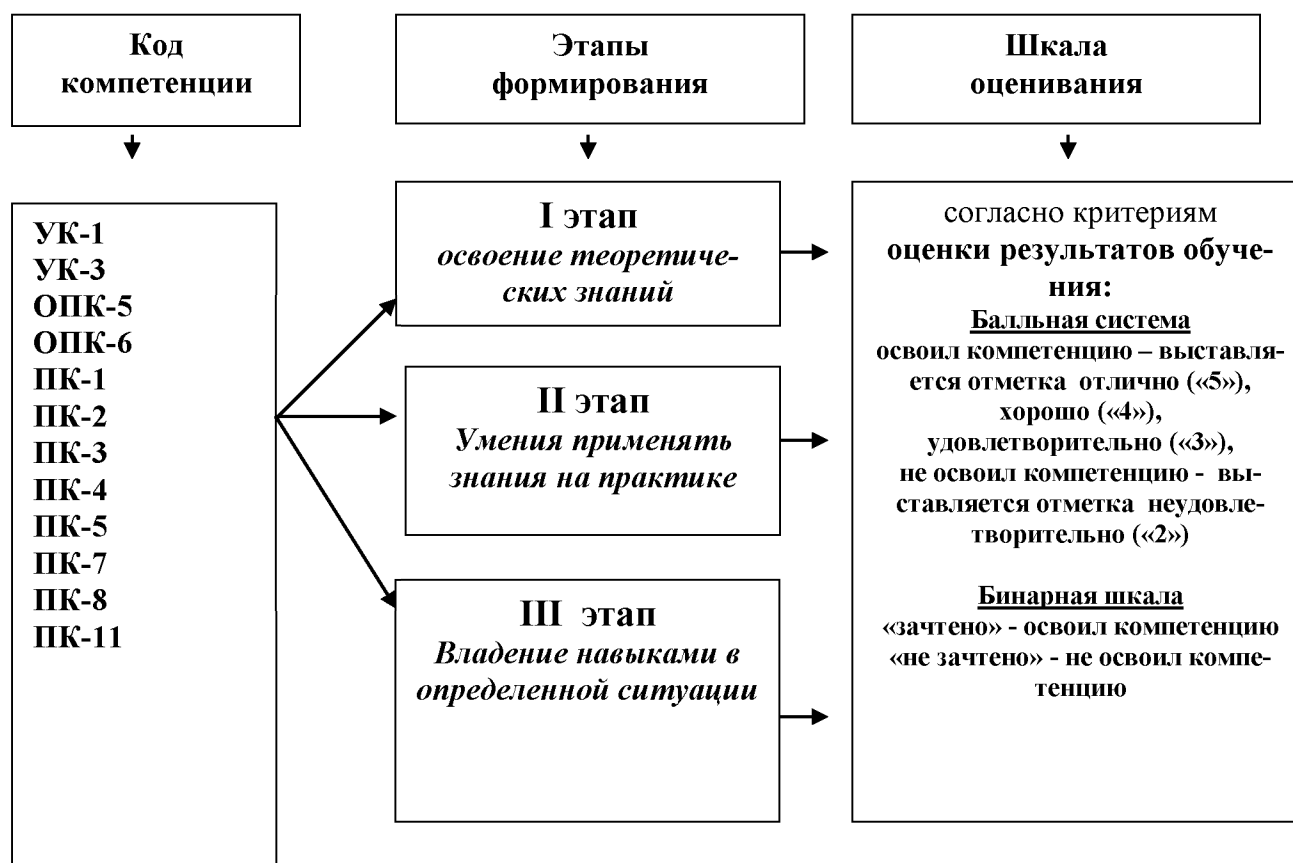 Код
компетенции
Этапы
формирования
Шкала
оценивания
УК-1
УК-3
ОПК-5
ОПК-6
ПК-1
ПК-2
ПК-3
ПК-4
ПК-5
ПК-7
ПК-8
ПК-11
I этап
освоение теоретиче-
ских знаний
II этап
Умения применять
знания на практике
III этап
Владение навыками в
определенной ситуации
согласно критериям
оценки результатов обуче-
ния:
Балльная система
освоил компетенцию – выставля-
ется отметка отлично («5»),
хорошо («4»),
удовлетворительно («3»),
не освоил компетенцию - вы-
ставляется отметка неудовле-
творительно («2»)
Бинарная шкала
«зачтено» - освоил компетенцию
«не зачтено» - не освоил компе-
тенцию